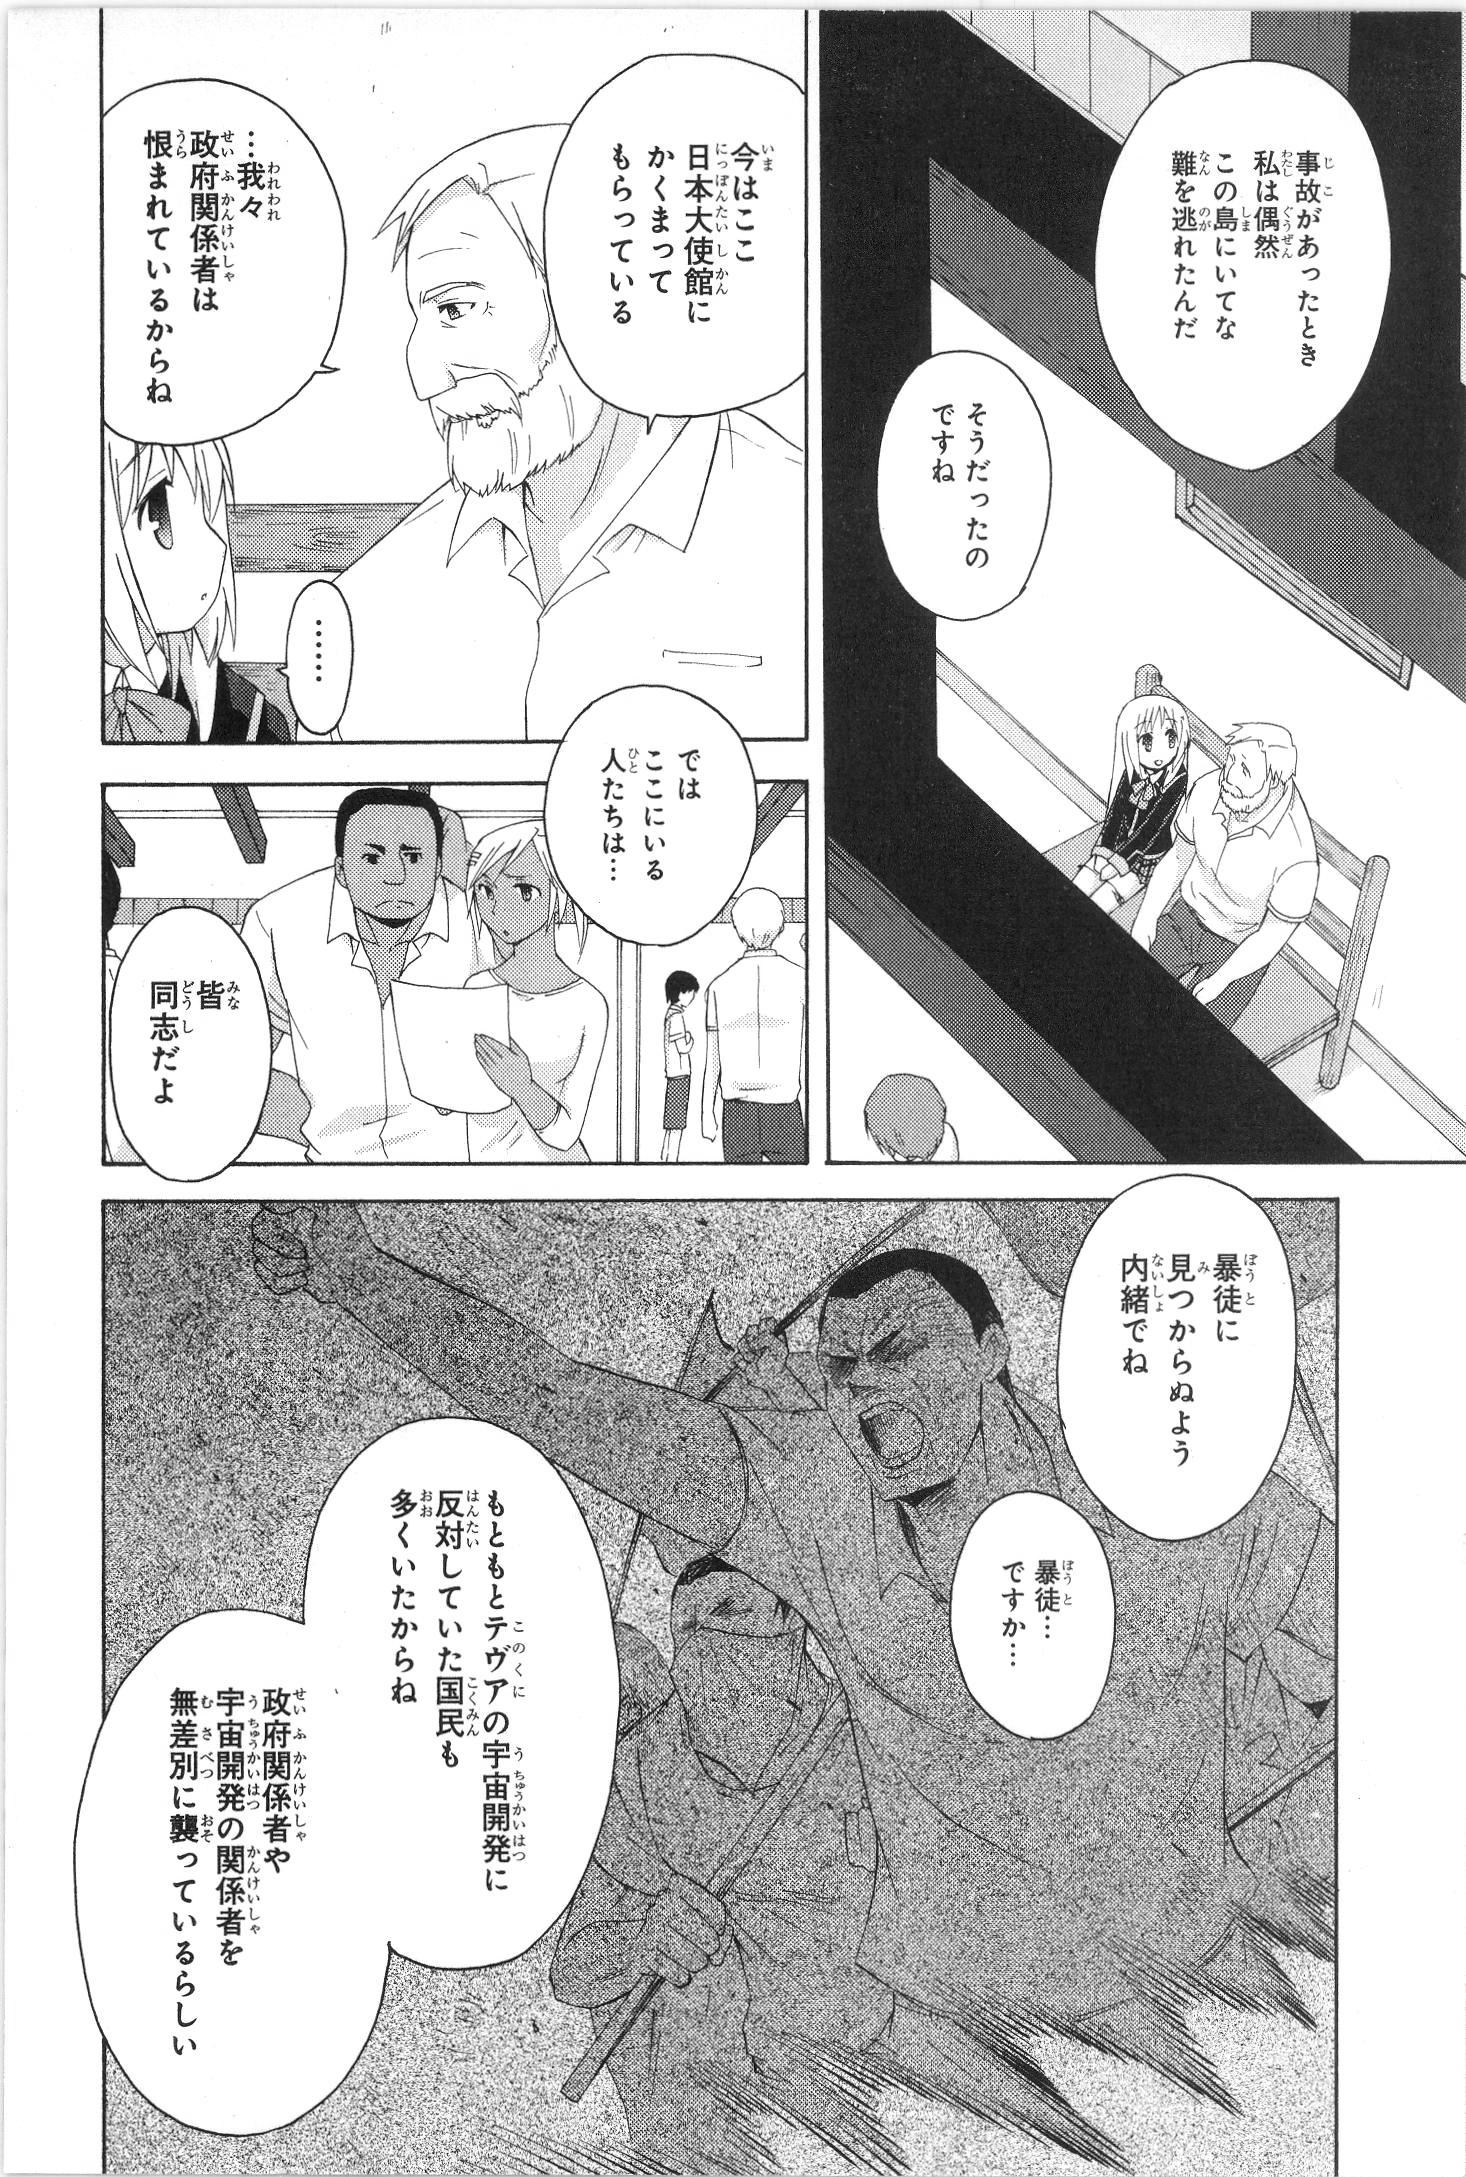 事故があったとき
私は偶然
この島にいてな
難を逃れたんだ
そうだったの
ですね
今はここ
日本大使館に
かくまって
もらっている
…我々
政府関係者は
恨まれているからね
……
では
ここにいる
人たちは…
皆
同志だよ
暴徒に
見つからぬよう
内緒でね
暴徒…
ですか…
もともとテヴアの宇宙開発に
反対していた国民も
多くいたからね
政府関係者や
宇宙開発の関係者を
無差別に襲っているらしい